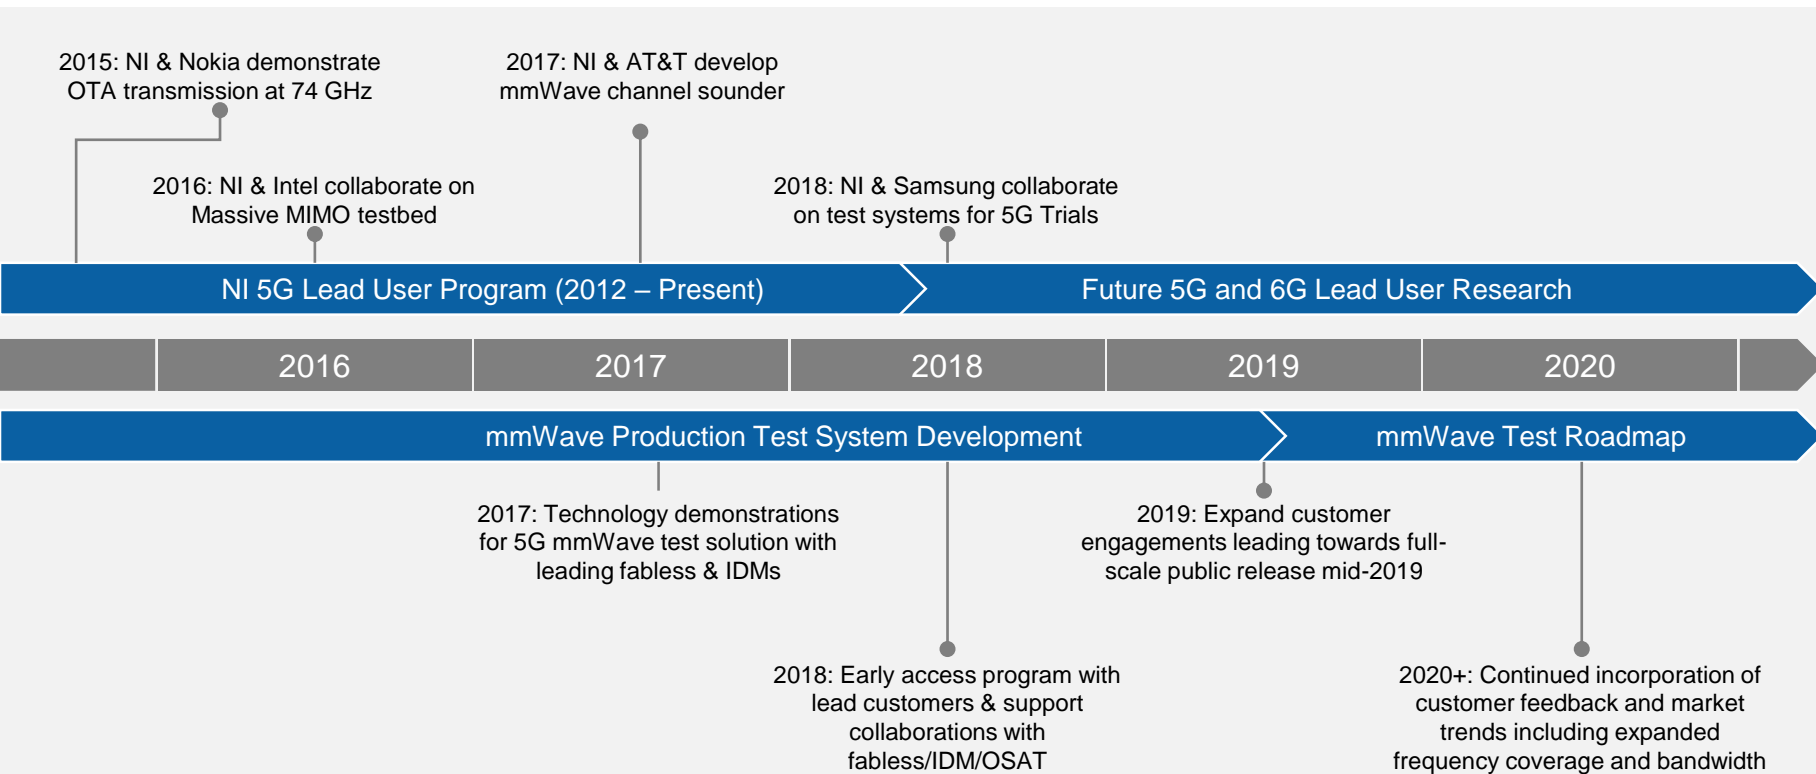 2015: NI & Nokia demonstrate
OTA transmission at 74 GHz
2017: NI & AT&T develop
mmWave channel sounder
2016: NI & Intel collaborate on
Massive MIMO testbed
2018: NI & Samsung collaborate
on test systems for 5G Trials
NI 5G Lead User Program (2012 – Present)
Future 5G and 6G Lead User Research
2016
2017
2018
2019
2020
mmWave Production Test System Development
mmWave Test Roadmap
2017: Technology demonstrations
for 5G mmWave test solution with
leading fabless & IDMs
2019: Expand customer
engagements leading towards full-
scale public release mid-2019
2018: Early access program with
lead customers & support
collaborations with
fabless/IDM/OSAT
2020+: Continued incorporation of
customer feedback and market
trends including expanded
frequency coverage and bandwidth